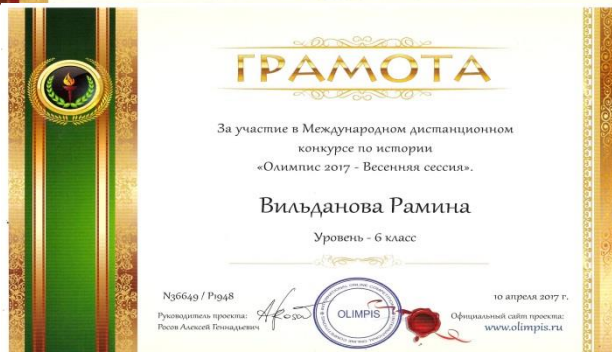 ГРАМОТА
За участие в Международном дистанционном
конкурсе по истории
«Олимпис 2017 - Весенняя сессия».
Вильданова Рамина
Уровень - 6 класс
N36649 / P1948
Руководитель проекта:
Росов Алексей Геннадьевич
OLIMPIS
10 апреля 2017 г.
Официальный сайт проекта:
www.olimpis.ru